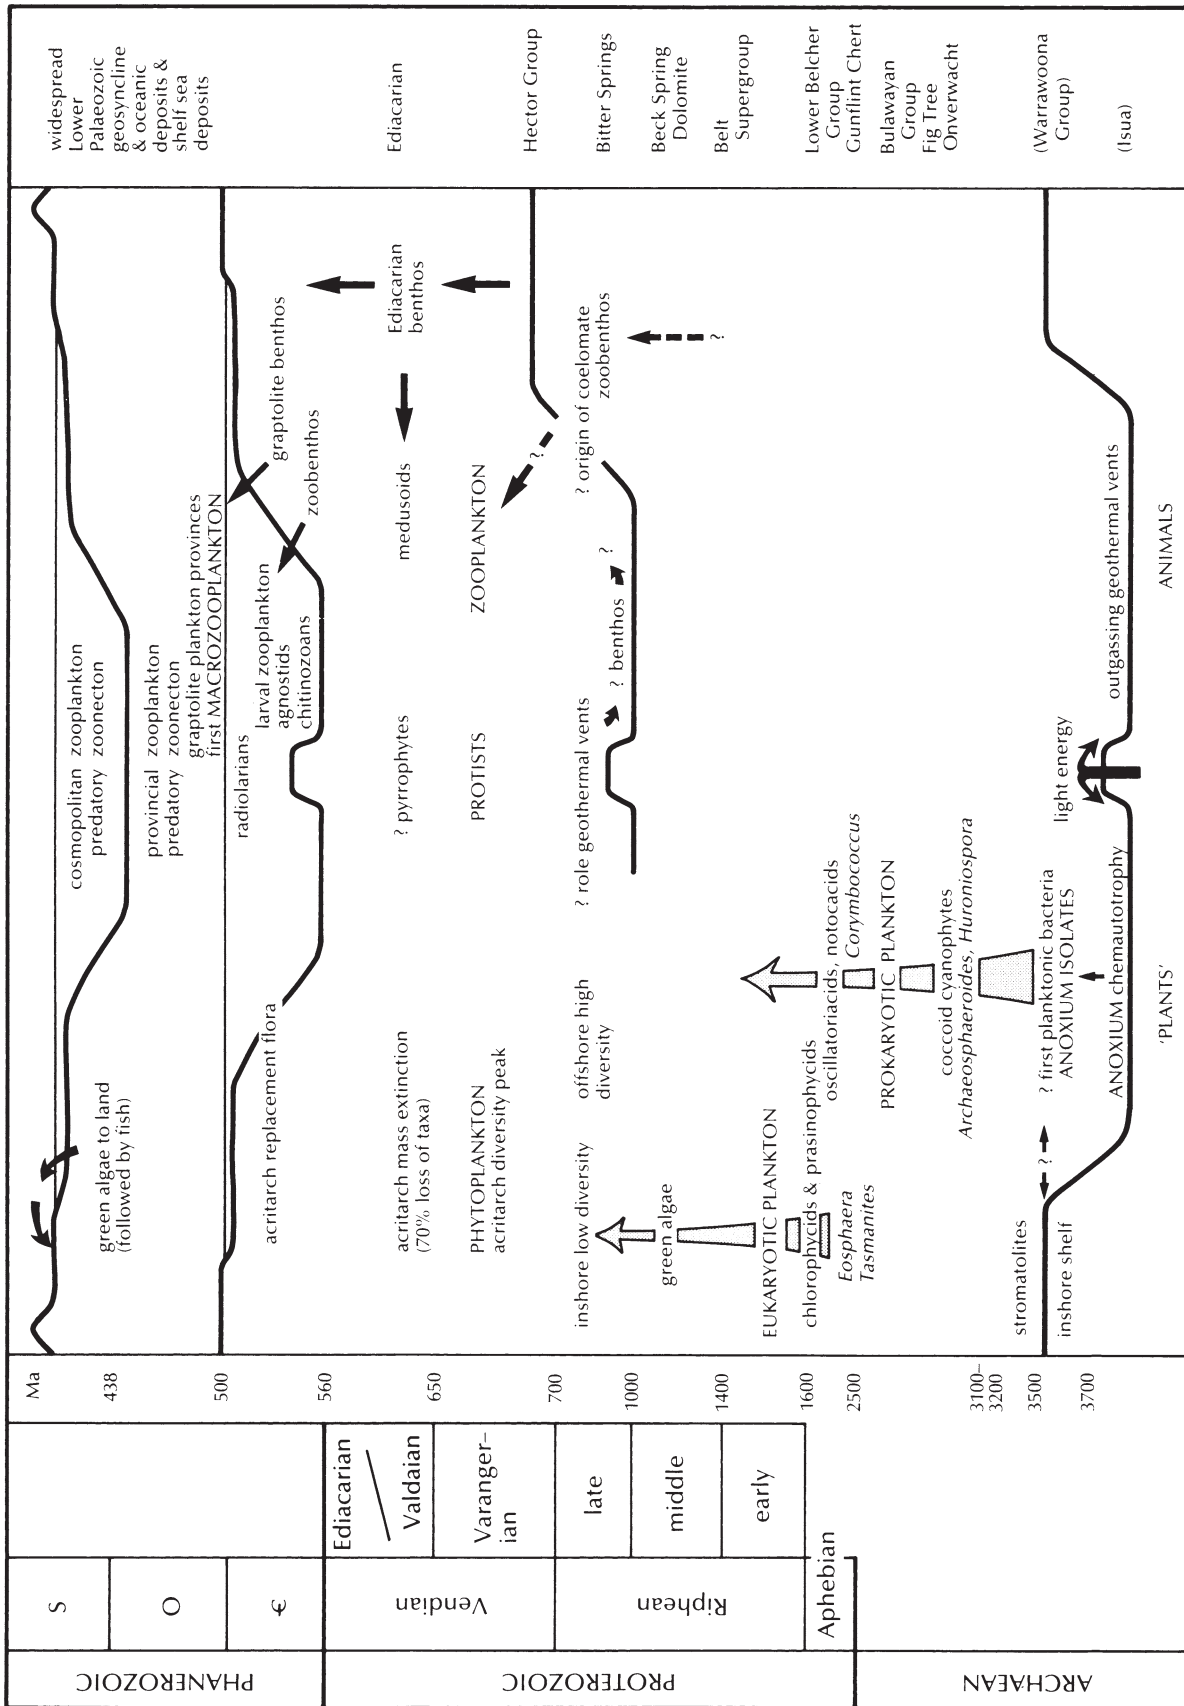 PHANEROZOIC
PROTEROZOIC
ARCHAEAN
S
O
Є
Vendian
Riphean
Aphebian
Ediacarian
Valdaian
Varanger–
ian
late
middle
early
Ma
438
500
560
650
700
1000
1400
1600
2500
3100–
3200
3500
3700
green algae to land
(followed by fish)
cosmopolitan zooplankton
predatory zoonecton
provincial zooplankton
predatory zoonecton
graptolite plankton provinces
first MACROZOOPLANKTON
graptolite benthos
acritarch replacement flora
radiolarians
larval zooplankton
agnostids
chitinozoans
zoobenthos
acritarch mass extinction
(70% loss of taxa)
? pyrrophytes
medusoids
Ediacarian
benthos
PHYTOPLANKTON
acritarch diversity peak
PROTISTS
ZOOPLANKTON
?
inshore low diversity
offshore high
diversity
? role geothermal vents
? benthos
?
? origin of coelomate
zoobenthos
?
green algae
EUKARYOTIC PLANKTON
chlorophycids & prasinophycids
Eosphaera
Tasmanites
oscillatoriacids, notocacids
Corymbococcus
PROKARYOTIC PLANKTON
coccoid cyanophytes
Archaeosphaeroides, Huroniospora
stromatolites
inshore shelf
?
? first planktonic bacteria
ANOXIUM ISOLATES
light energy
ANOXIUM chemautotrophy
outgassing geothermal vents
'PLANTS'
ANIMALS
widespread
Lower
Palaeozoic
geosyncline
& oceanic
deposits &
shelf sea
deposits
Ediacarian
Hector Group
Bitter Springs
Beck Spring
Dolomite
Belt
Supergroup
Lower Belcher
Group
Gunflint Chert
Bulawayan
Group
Fig Tree
Onverwacht
(Warrawoona
Group)
(Isua)